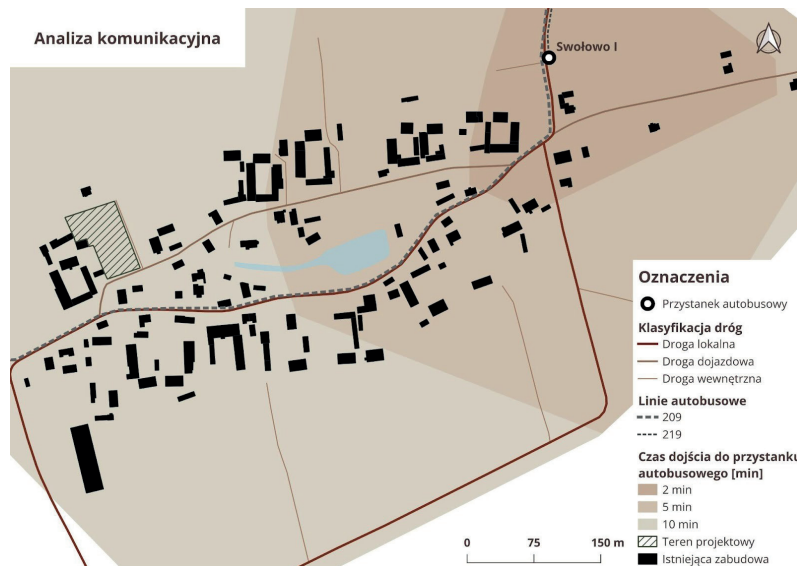 Analiza komunikacyjna
Swołowo I
Oznaczenia
Przystanek autobusowy
Klasyfikacja dróg
Droga lokalna
Droga dojazdowa
Droga wewnętrzna
Linie autobusowe
209
219
Czas dojścia do przystanku
autobusowego [min]
2 min
5 min
10 min
Teren projektowy
Istniejąca zabudowa
0 75 150 m